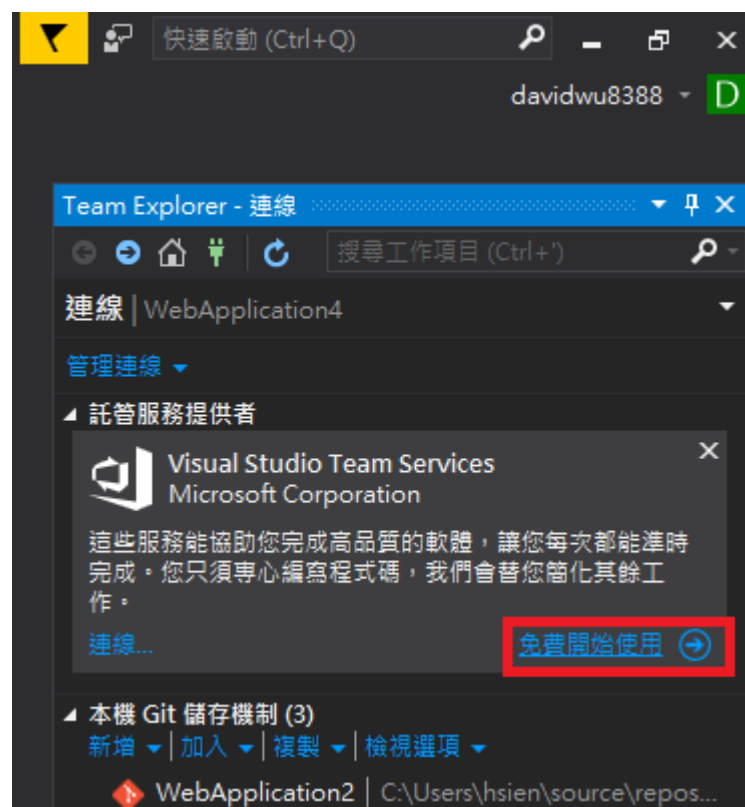 快速啟動 (Ctrl+Q)
davidwu8388 D
Team Explorer - 連線
搜尋工作項目 (Ctrl+')
連線 | WebApplication4
管理連線
託管服務提供者
Visual Studio Team Services
Microsoft Corporation
這些服務能協助您完成高品質的軟體，讓您每次都能準時
完成。您只須專心編寫程式碼，我們會替您簡化其餘工
作。
連線... 免費開始使用
本機 Git 儲存機制 (3)
新增 | 加入 | 複製 | 檢視選項
WebApplication2 | C:\Users\hsien\source\repos...